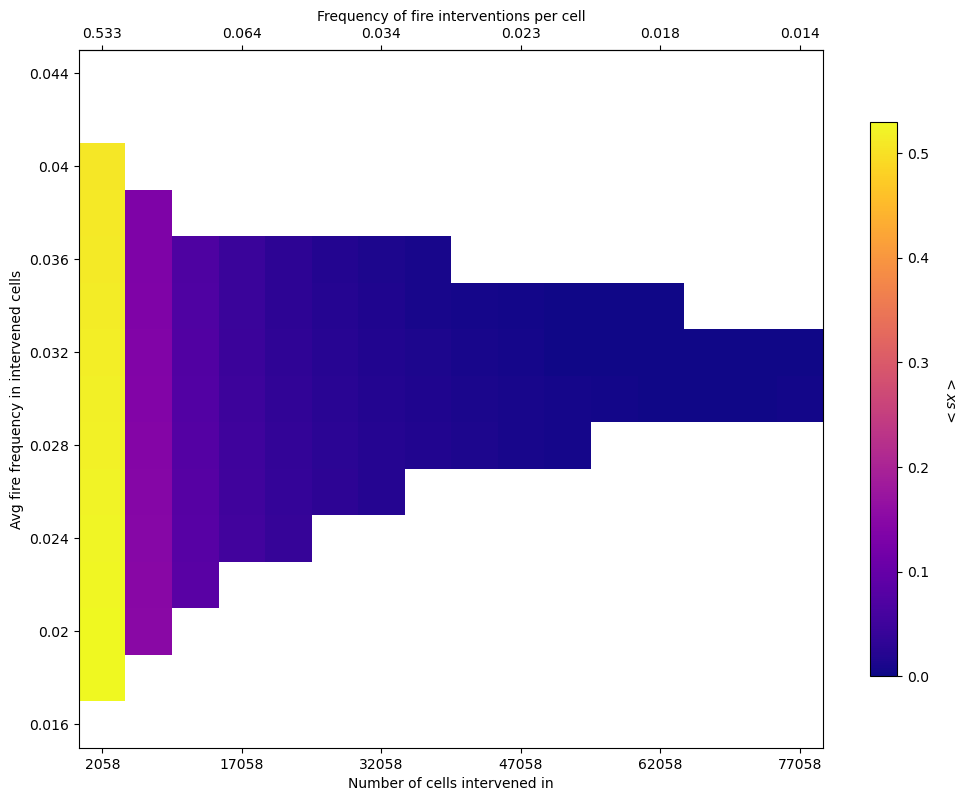 Frequency of fire interventions per cell
0.533 0.064 0.034 0.023 0.018 0.014
0.044
0.04
0.036
0.032
0.028
0.024
0.02
0.016
Avg fire frequency in intervened cells
2058 17058 32058 47058 62058 77058
Number of cells intervened in
0.5
0.4
0.3
0.2
0.1
0.0
< xs >